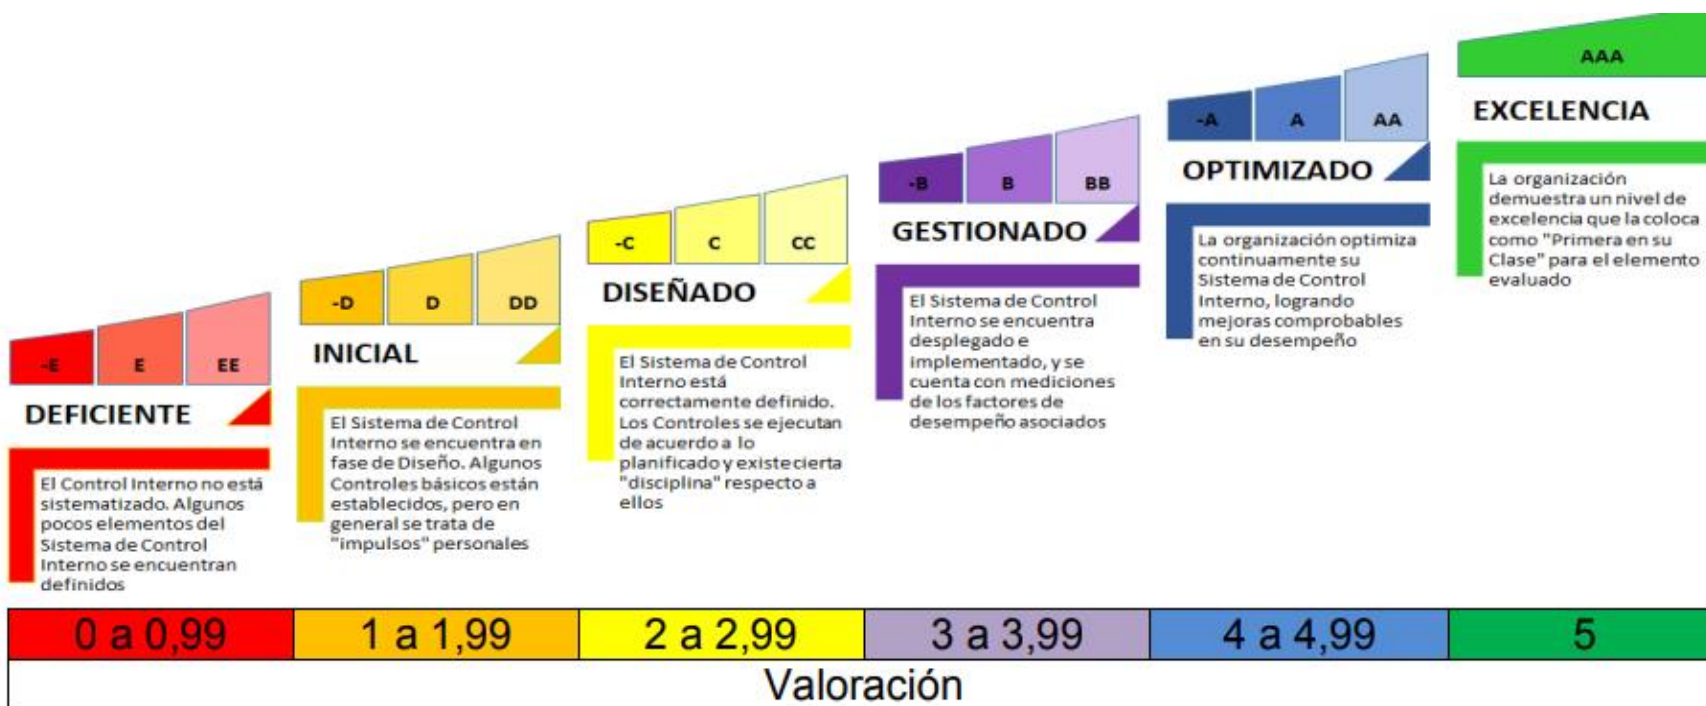 -E E EE
DEFICIENTE
El Control Interno no está
sistematizado. Algunos
pocos elementos del
Sistema de Control
Interno se encuentran
definidos
-D D DD
INICIAL
El Sistema de Control
Interno se encuentra en
fase de Diseño. Algunos
Controles básicos están
establecidos, pero en
general se trata de
"impulsos" personales
-C C CC
DISEÑADO
El Sistema de Control
Interno está
correctamente definido.
Los Controles se ejecutan
de acuerdo a lo
planificado y existe cierta
"disciplina" respecto a
ellos
-B B BB
GESTIONADO
El Sistema de Control
Interno se encuentra
desplegado e
implementado, y se
cuenta con mediciones
de los factores de
desempeño asociados
-A A AA
OPTIMIZADO
La organización optimiza
continuamente su
Sistema de Control
Interno, logrando
mejoras comprobables
en su desempeño
AAA
EXCELENCIA
La organización
demuestra un nivel de
excelencia que la coloca
como "Primera en su
Clase" para el elemento
evaluado
0 a 0,99 1 a 1,99 2 a 2,99 3 a 3,99 4 a 4,99 5
Valoración